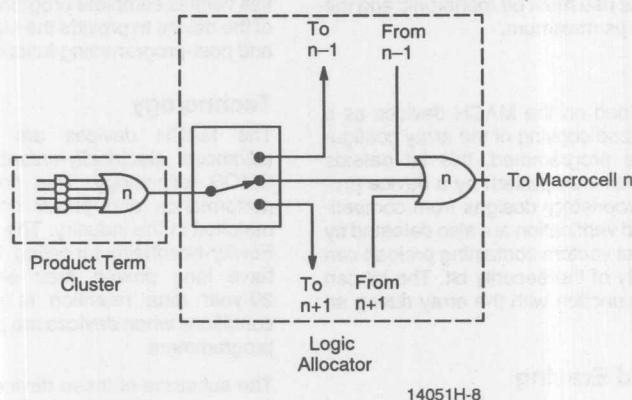 To
n–1
From
n–1
n
To Macrocell n
Product Term
Cluster
To
n+1
From
n+1
Logic
Allocator
14051H-8